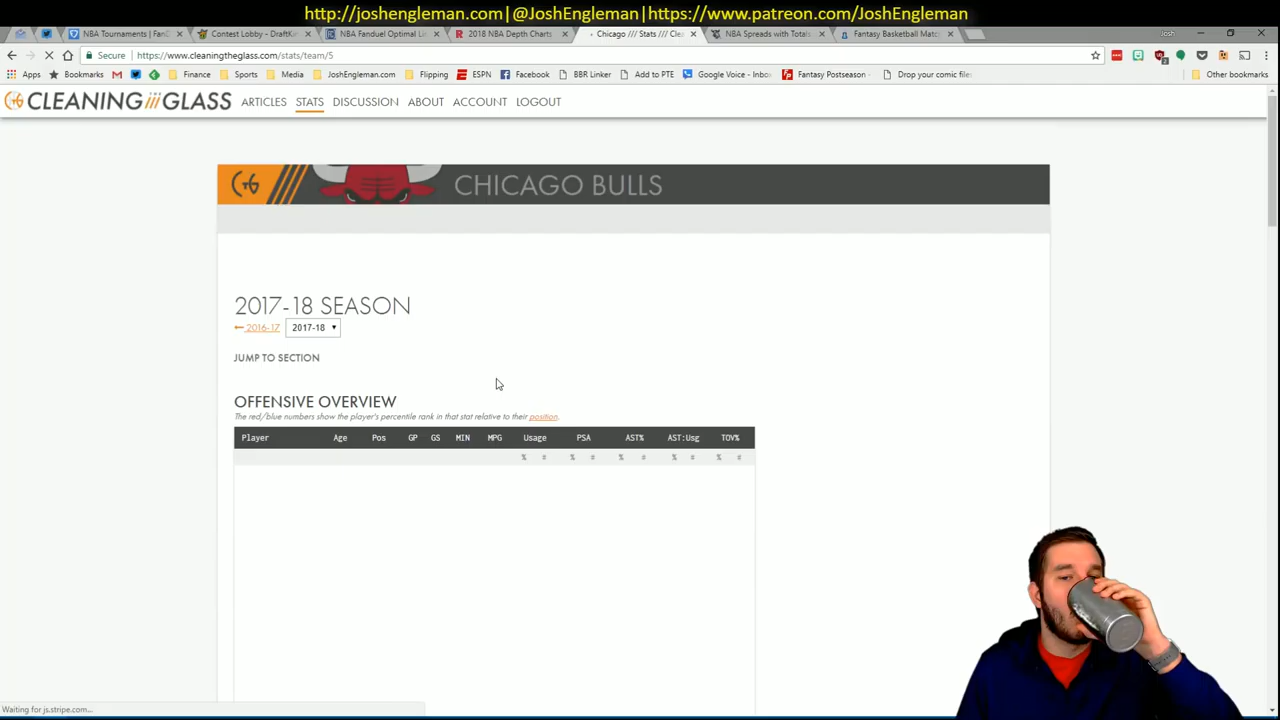 http://joshengleman.com|@JoshEngleman|https://www.patreon.com/JoshEngleman
NBA Tournaments | FanD
Contest Lobby - DraftKin
NBA Fanduel Optimal Li
2018 NBA Depth Charts
Chicago /// Stats /// Cle
NBA Spreads with Totals
Fantasy Basketball Matc
Josh
Secure
https://www.cleaningtheglass.com/stats/team/5
Apps
Bookmarks
Finance
Sports
Media
JoshEngleman.com
Flipping
ESPN
Facebook
BBR Linker
Add to PTE
Google Voice - Inbo
Fantasy Postseason -
Drop your comic file
Other bookmarks
CLEANING THE GLASS ARTICLES STATS DISCUSSION ABOUT ACCOUNT LOGOUT
CTG CHICAGO BULLS
2017-18 SEASON
← 2016-17 2017-18
JUMP TO SECTION
OFFENSIVE OVERVIEW
The red/blue numbers show the player's percentile rank in that stat relative to their position.
Player Age Pos GP GS MIN MPG Usage PSA AST% AST:Usg TOV%
% # % # % # % # % #
Waiting for js.stripe.com...